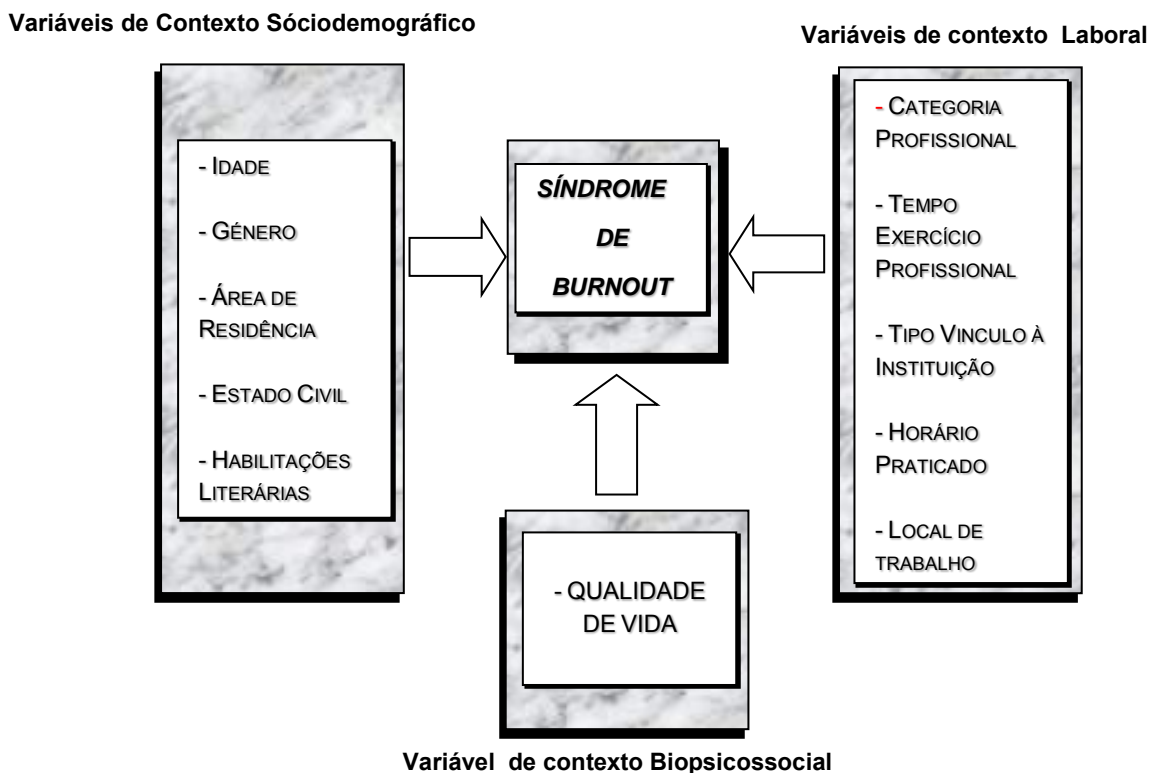 Variáveis de Contexto Sóciodemográfico
- IDADE
- GÉNERO
- ÁREA DE
RESIDÊNCIA
- ESTADO CIVIL
- HABILITAÇÕES
LITERÁRIAS
SÍNDROME
DE
BURNOUT
Variáveis de contexto Laboral
- CATEGORIA
PROFISSIONAL
- TEMPO
EXERCÍCIO
PROFISSIONAL
- TIPO VINCULO À
INSTITUIÇÃO
- HORÁRIO
PRATICADO
- LOCAL DE
TRABALHO
- QUALIDADE
DE VIDA
Variável de contexto Biopsicossocial